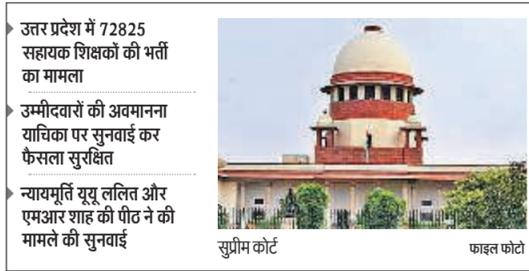 उत्तर प्रदेश में 72825
सहायक शिक्षकों की भर्ती
का मामला
उम्मीदवारों की अवमानना
याचिका पर सुनवाई कर
फैसला सुरक्षित
न्यायमूर्ति यूयू ललित और
एमआर शाह की पीठ ने की
मामले की सुनवाई
सुप्रीम कोर्ट
फाइल फोटो